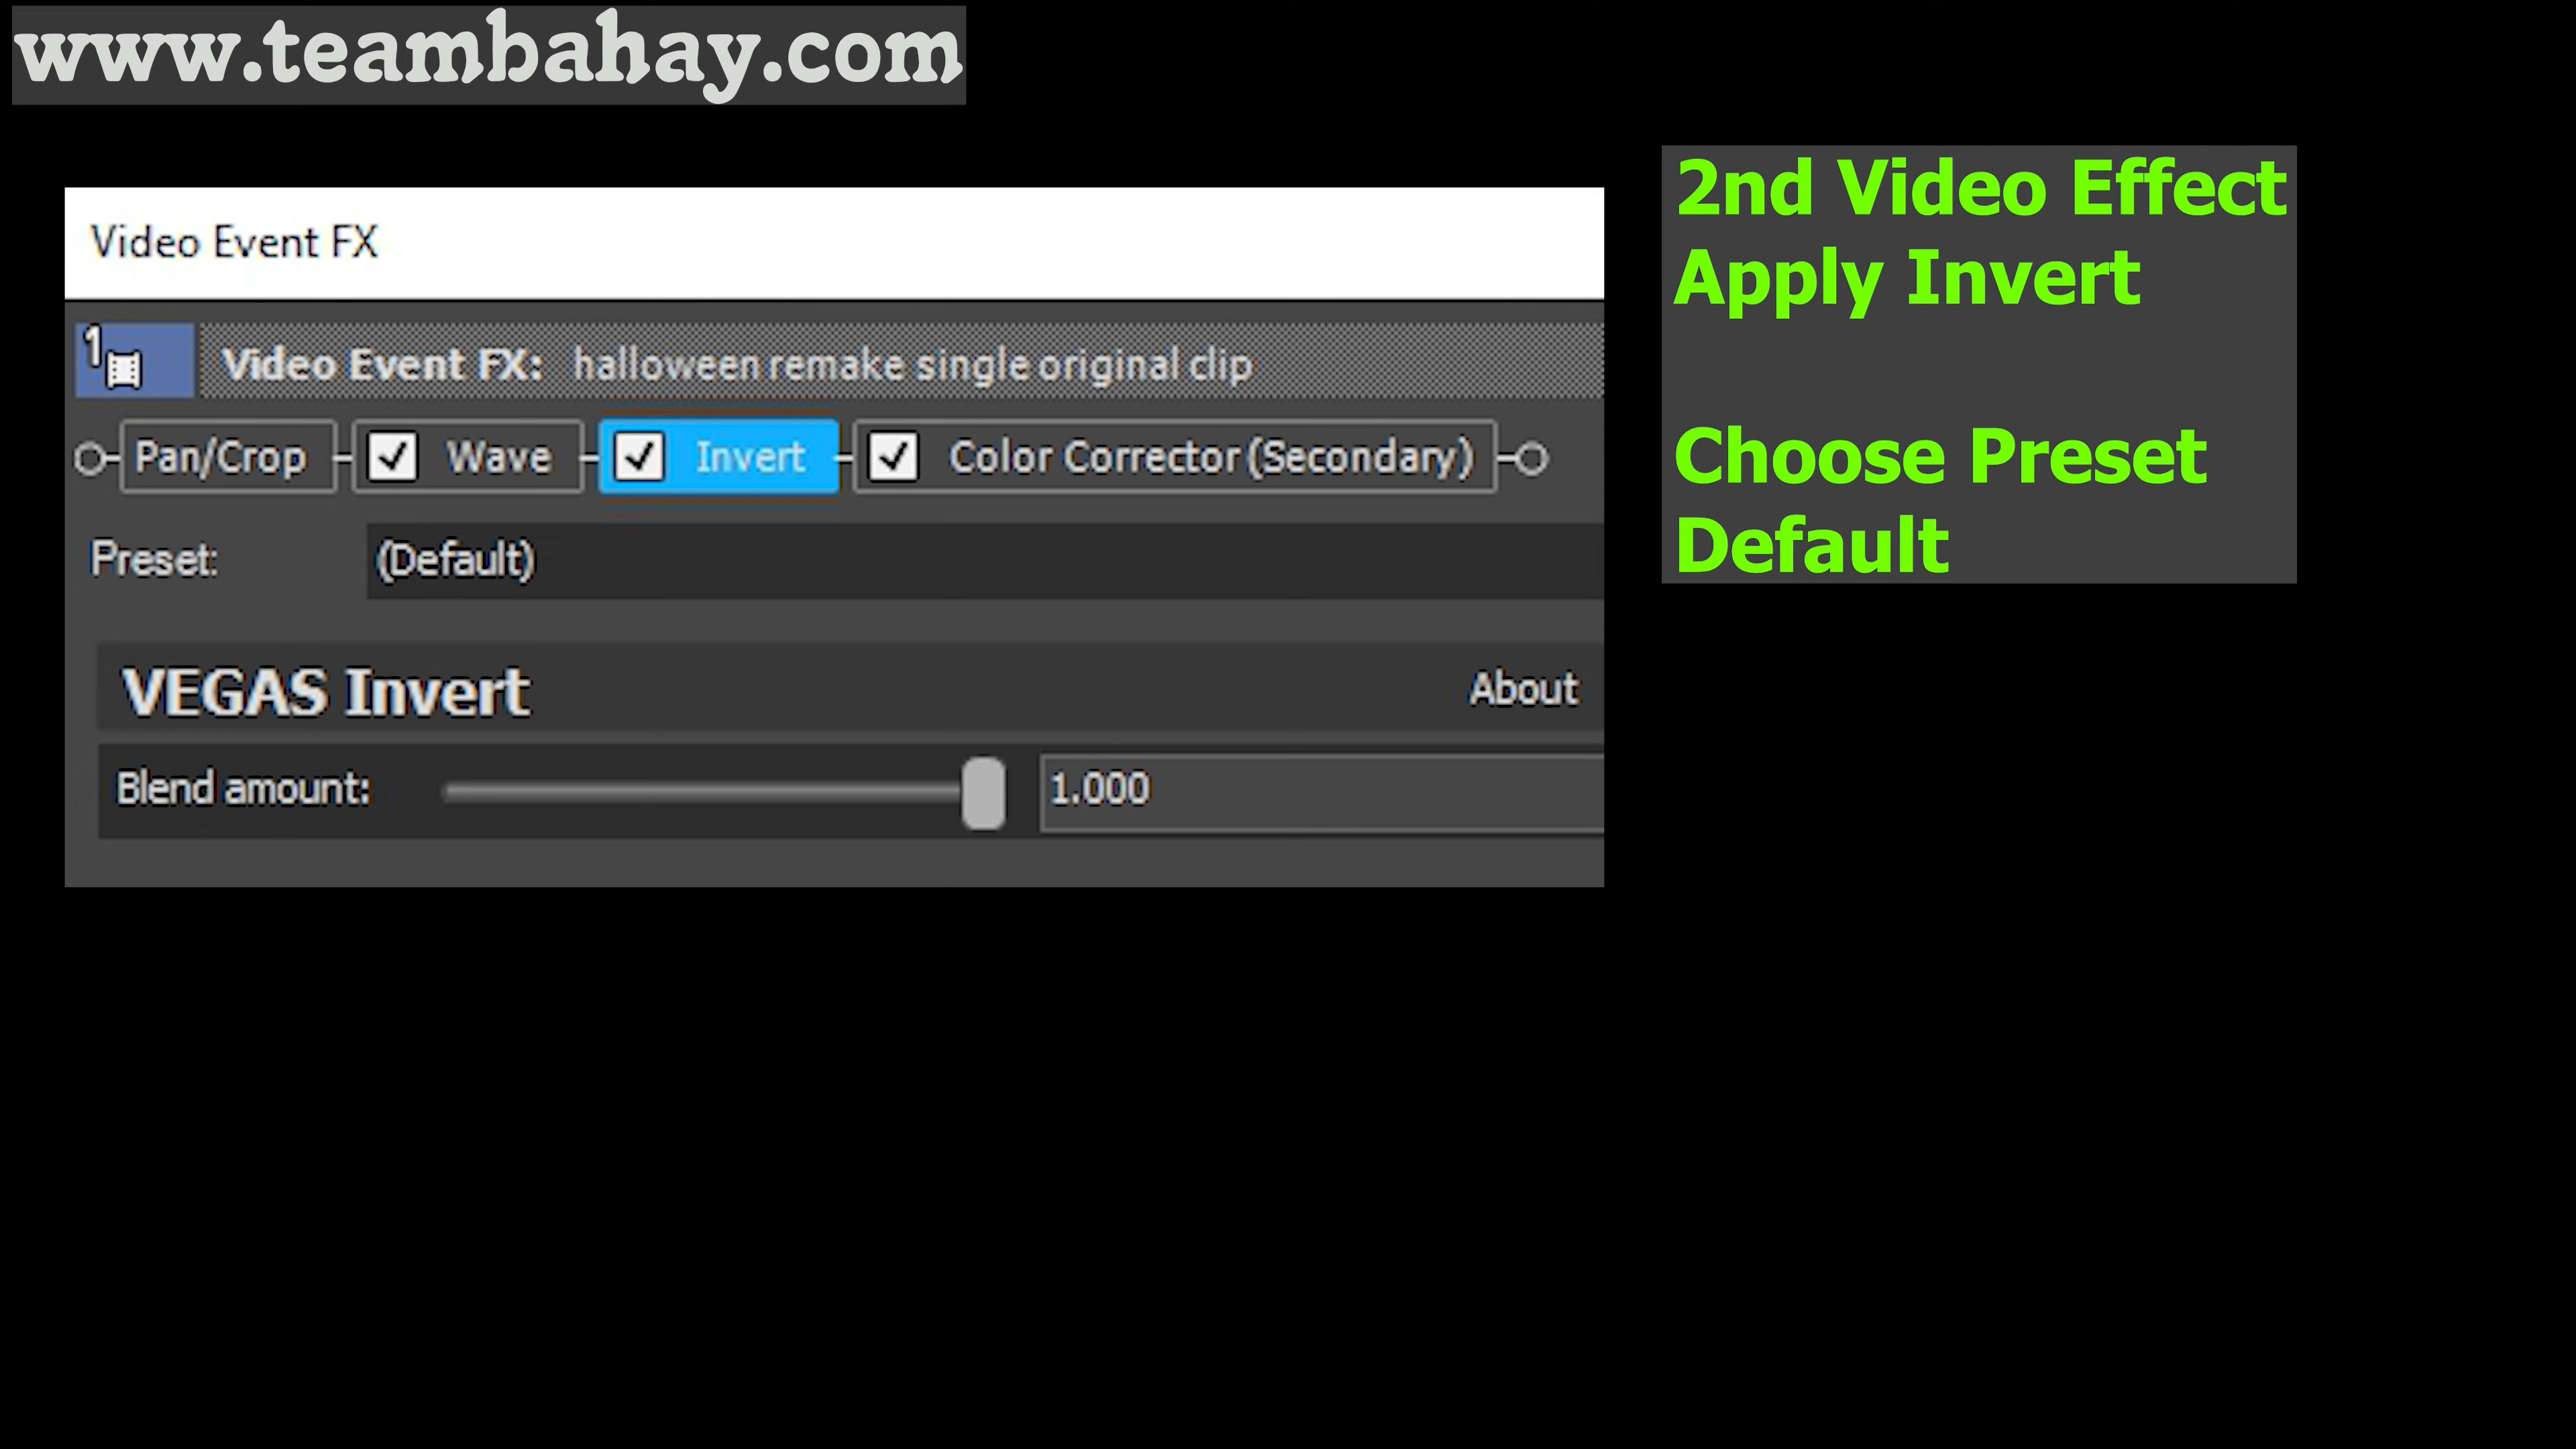 www.teambahay.com
Video Event FX
1
Video Event FX: halloween remake single original clip
Pan/Crop Wave Invert Color Corrector (Secondary)
Preset: (Default)
VEGAS Invert About
Blend amount: 1.000
2nd Video Effect
Apply Invert
Choose Preset
Default